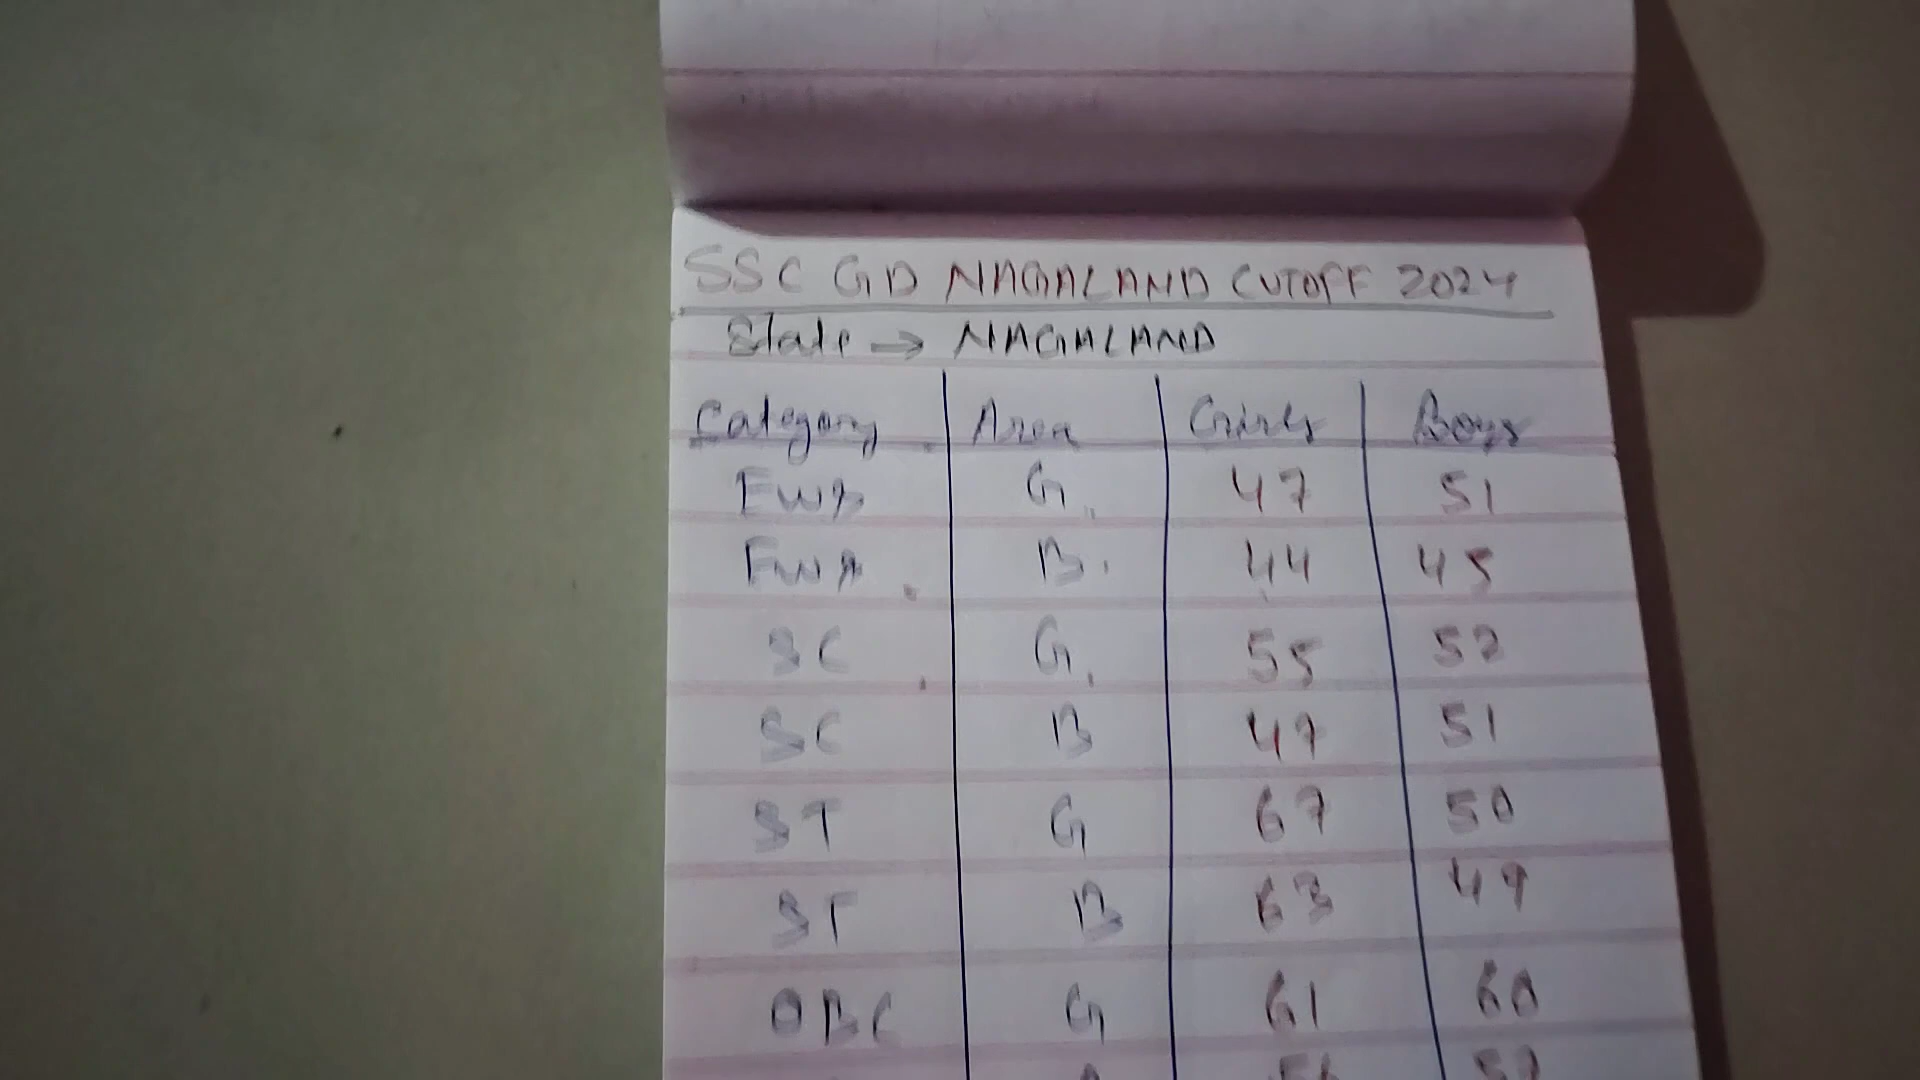 SSC GD NAGALAND CUTOFF 2024
State → NAGALAND
Category Area Girls Boys
EWS G 47 51
EWS B 44 45
SC G 55 52
SC B 47 51
ST G 67 50
ST B 63 49
OBC G 61 60